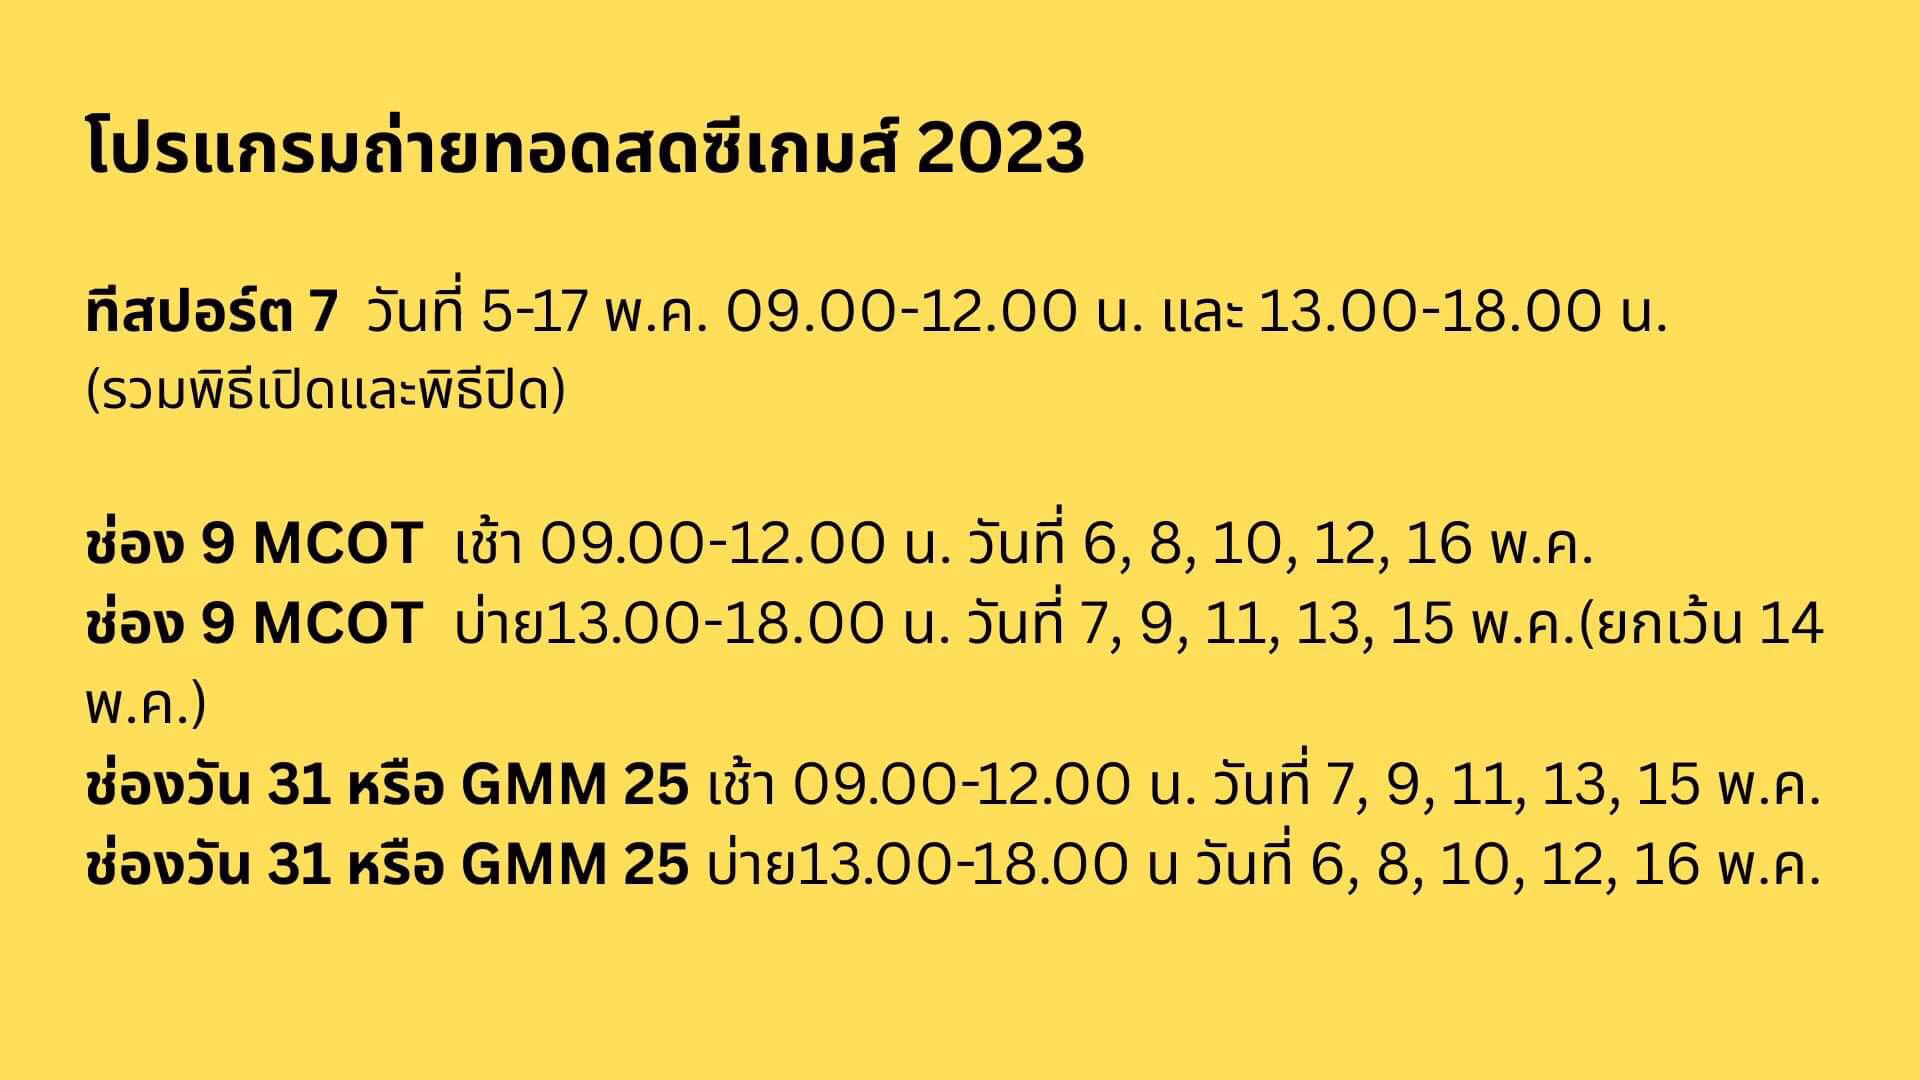 โปรแกรมถ่ายทอดสดซีเกมส์ 2023
ทีสปอร์ต 7 วันที่ 5-17 พ.ค. 09.00-12.00 น. และ 13.00-18.00 น.
(รวมพิธีเปิดและพิธีปิด)
ช่อง 9 MCOT เช้า 09.00-12.00 น. วันที่ 6, 8, 10, 12, 16 พ.ค.
ช่อง 9 MCOT บ่าย13.00-18.00 น. วันที่ 7, 9, 11, 13, 15 พ.ค.(ยกเว้น 14
พ.ค.)
ช่องวัน 31 หรือ GMM 25 เช้า 09.00-12.00 น. วันที่ 7, 9, 11, 13, 15 พ.ค.
ช่องวัน 31 หรือ GMM 25 บ่าย13.00-18.00 น วันที่ 6, 8, 10, 12, 16 พ.ค.